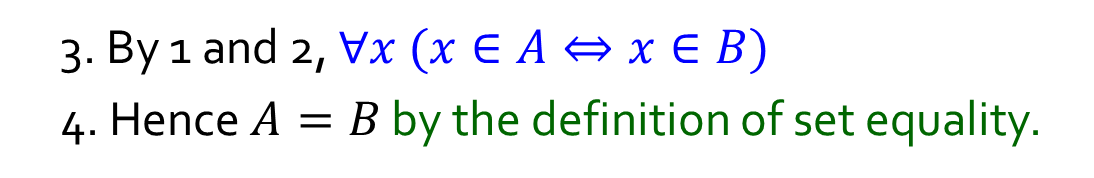 3. By 1 and 2, ∀𝑥 (𝑥 ∈ 𝐴 ⇔ 𝑥 ∈ 𝐵)
4. Hence 𝐴 = 𝐵 by the definition of set equality.